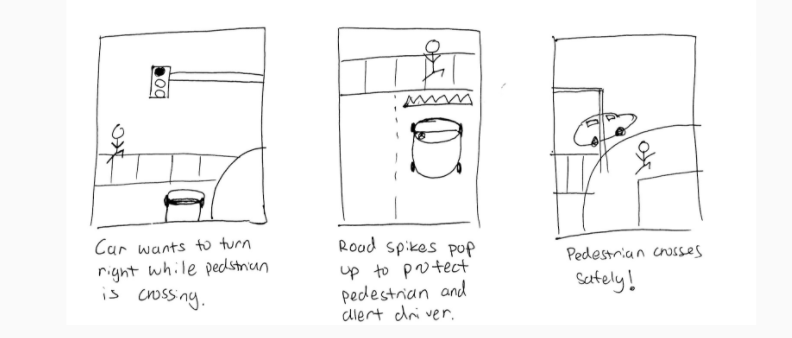 Car wants to turn
right while pedstrian
is crossing.
Road spikes pop
up to protect
pedestrian and
alert driver.
Pedestrian crosses
safely!